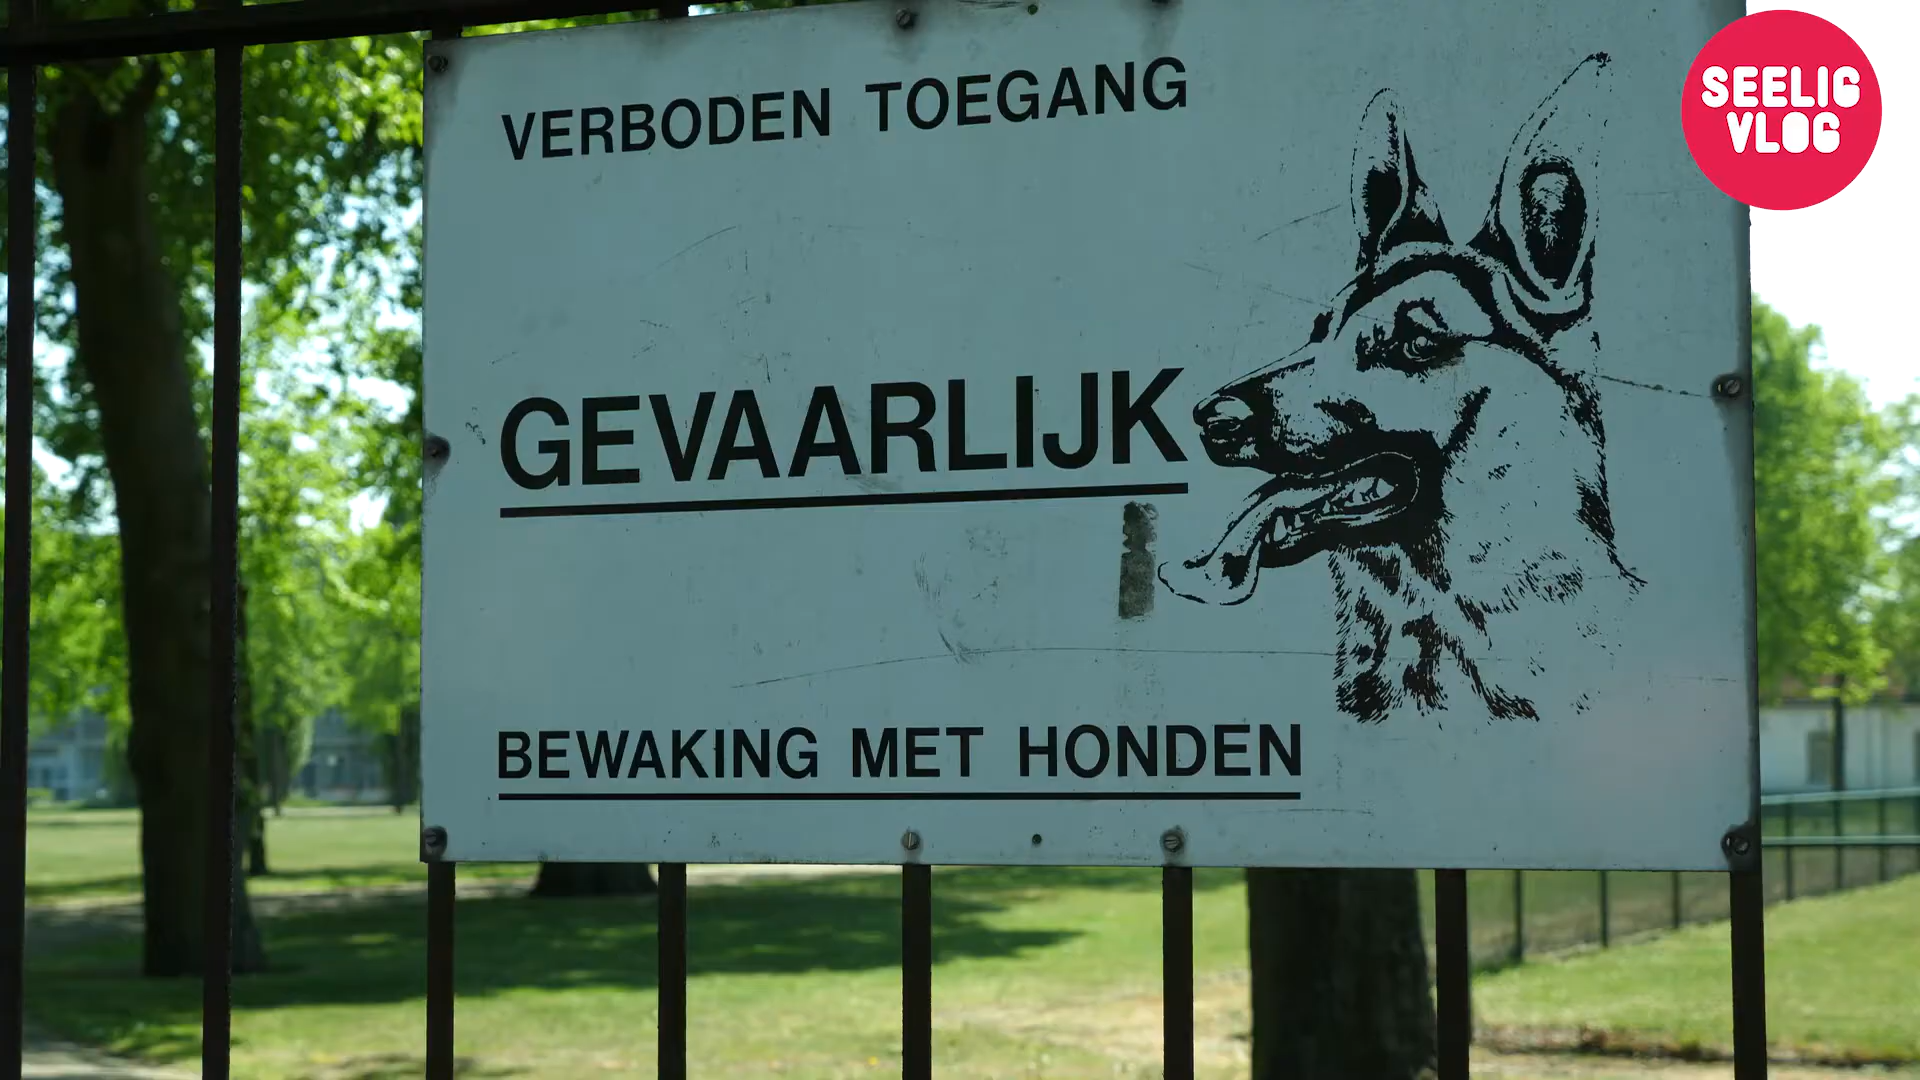 VERBODEN TOEGANG
GEVAARLIJK
BEWAKING MET HONDEN
SEELIG
VLOG